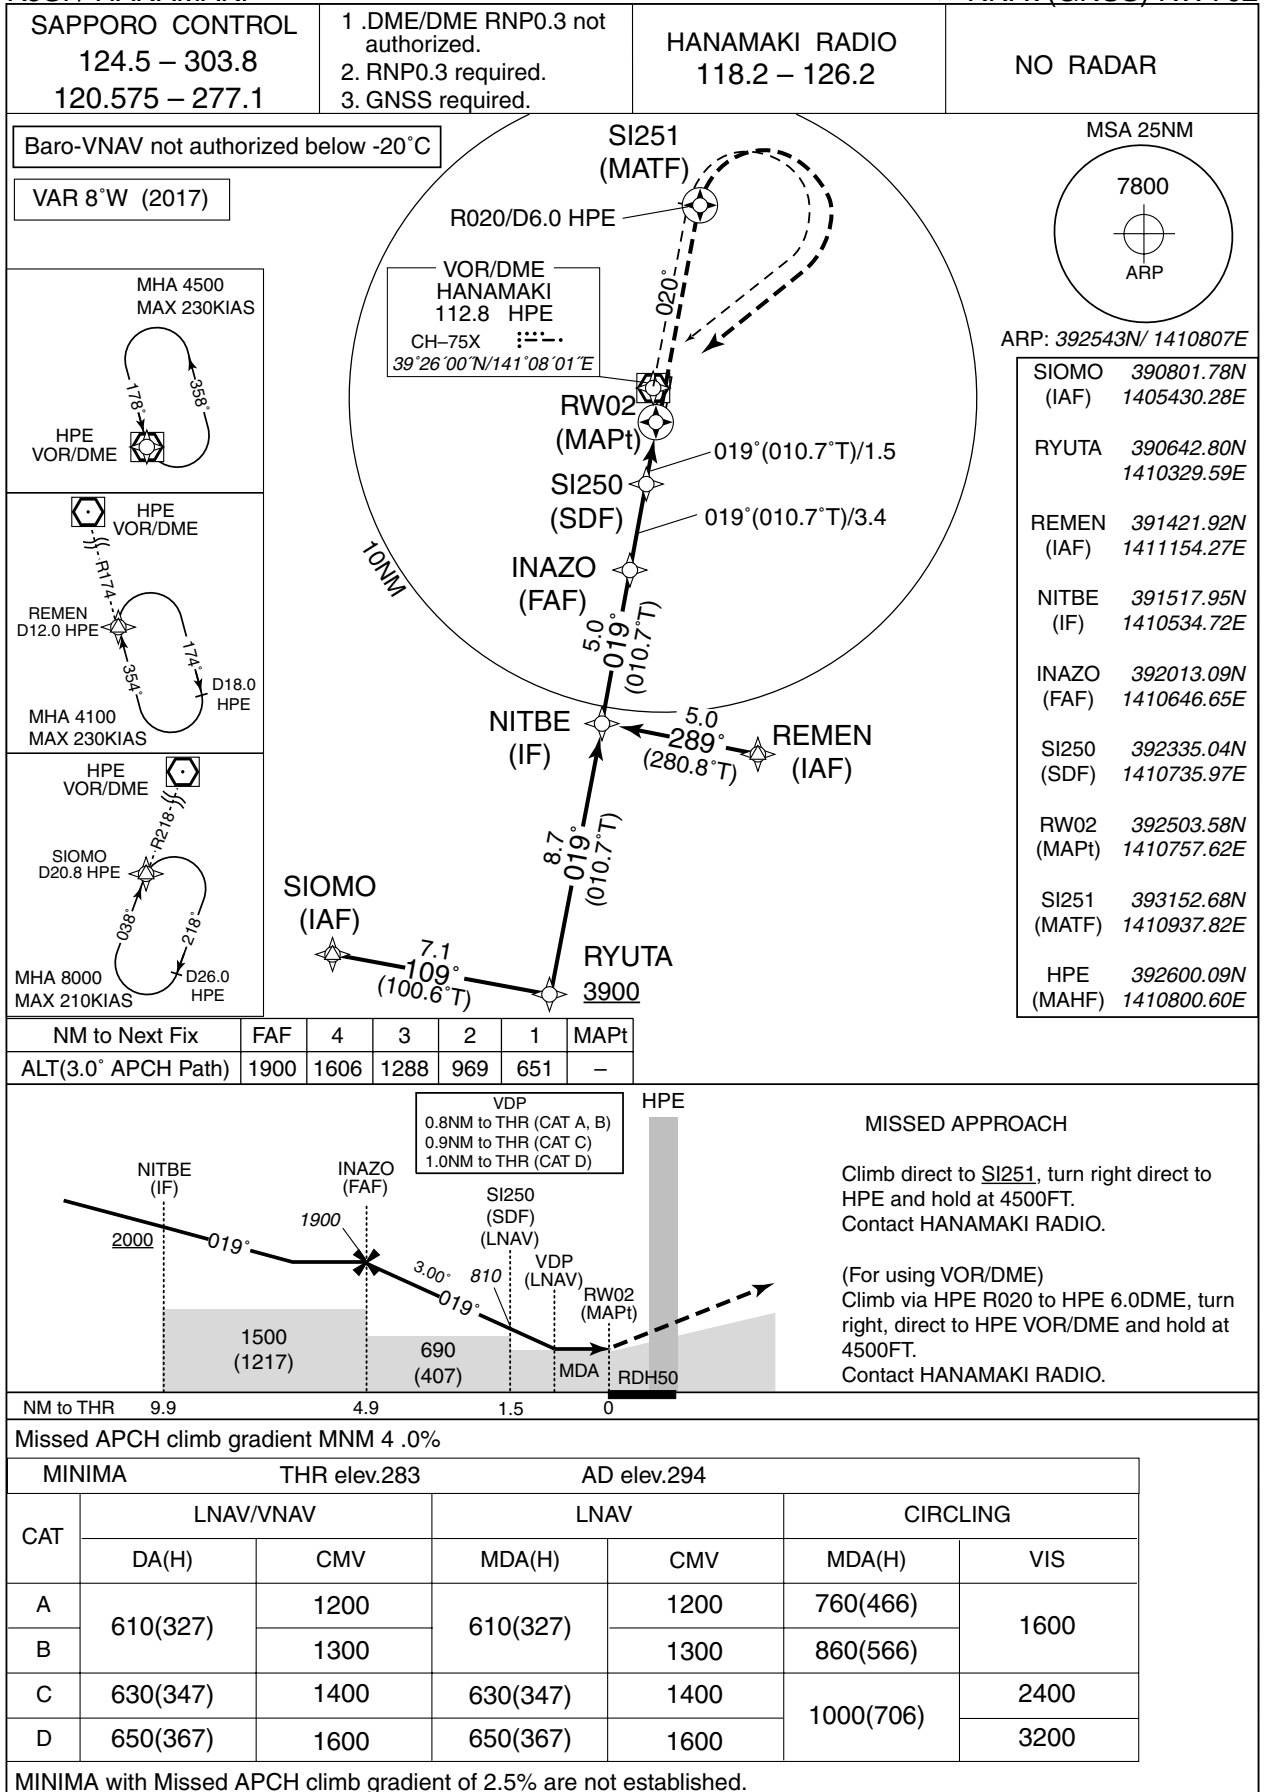 SAPPORO CONTROL
124.5 – 303.8
120.575 – 277.1
1 .DME/DME RNP0.3 not
authorized.
2. RNP0.3 required.
3. GNSS required.
HANAMAKI RADIO
118.2 – 126.2
NO RADAR
Baro-VNAV not authorized below -20˚C
VAR 8˚W (2017)
SI251
(MATF)
R020/D6.0 HPE
020˚
MSA 25NM
7800
ARP
ARP: 392543N/ 1410807E
VOR/DME
HANAMAKI
112.8 HPE
CH–75X
39˚26´00˝N/141˚08´01˝E
MHA 4500
MAX 230KIAS
178˚
358˚
HPE
VOR/DME
HPE
VOR/DME
R174
REMEN
D12.0 HPE
354˚
174˚
D18.0
HPE
MHA 4100
MAX 230KIAS
HPE
VOR/DME
R218
SIOMO
D20.8 HPE
038˚
218˚
D26.0
HPE
MHA 8000
MAX 210KIAS
RW02
(MAPt)
019˚(010.7˚T)/1.5
SI250
(SDF)
019˚(010.7˚T)/3.4
10NM
INAZO
(FAF)
5.0
019˚
(010.7˚T)
NITBE
(IF)
5.0
289˚
(280.8˚T)
REMEN
(IAF)
8.7
019˚
(010.7˚T)
SIOMO
(IAF)
7.1
109˚
(100.6˚T)
RYUTA
3900
SIOMO 390801.78N
(IAF) 1405430.28E
RYUTA 390642.80N
1410329.59E
REMEN 391421.92N
(IAF) 1411154.27E
NITBE 391517.95N
(IF) 1410534.72E
INAZO 392013.09N
(FAF) 1410646.65E
SI250 392335.04N
(SDF) 1410735.97E
RW02 392503.58N
(MAPt) 1410757.62E
SI251 393152.68N
(MATF) 1410937.82E
HPE 392600.09N
(MAHF) 1410800.60E
NM to Next Fix FAF 4 3 2 1 MAPt
ALT(3.0˚ APCH Path) 1900 1606 1288 969 651 –
VDP
0.8NM to THR (CAT A, B)
0.9NM to THR (CAT C)
1.0NM to THR (CAT D)
HPE
NITBE
(IF)
2000
019˚
INAZO
(FAF)
1900
3.00˚
019˚
SI250
(SDF)
(LNAV)
810
VDP
(LNAV)
RW02
(MAPt)
1500
(1217)
690
(407)
MDA
RDH50
NM to THR 9.9 4.9 1.5 0
MISSED APPROACH
Climb direct to SI251, turn right direct to
HPE and hold at 4500FT.
Contact HANAMAKI RADIO.
(For using VOR/DME)
Climb via HPE R020 to HPE 6.0DME, turn
right, direct to HPE VOR/DME and hold at
4500FT.
Contact HANAMAKI RADIO.
Missed APCH climb gradient MNM 4 .0%
MINIMA THR elev.283 AD elev.294
CAT LNAV/VNAV LNAV CIRCLING
DA(H) CMV MDA(H) CMV MDA(H) VIS
A 610(327) 1200 610(327) 1200 760(466) 1600
B 1300 1300 860(566)
C 630(347) 1400 630(347) 1400 1000(706) 2400
D 650(367) 1600 650(367) 1600 3200
MINIMA with Missed APCH climb gradient of 2.5% are not established.